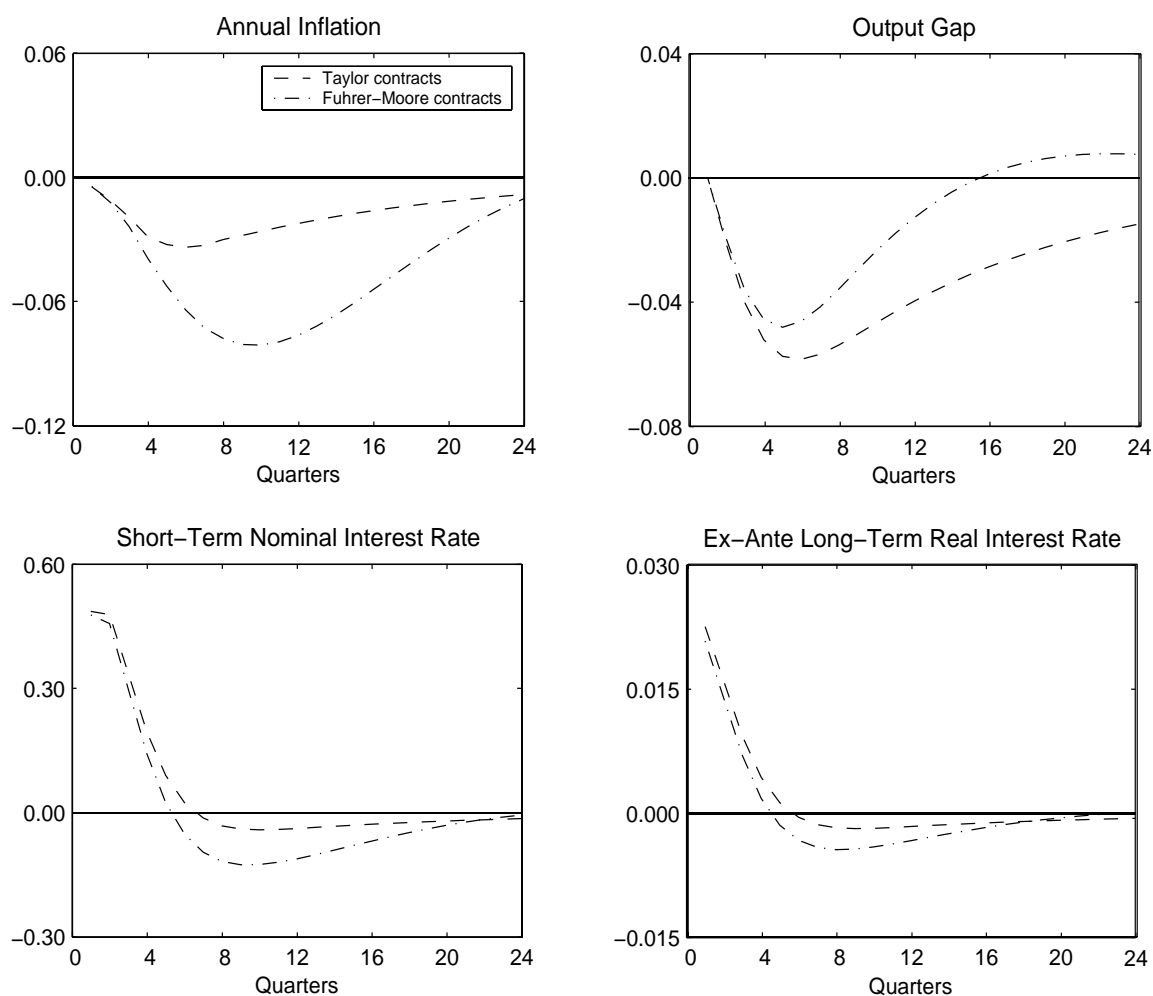 Annual Inflation
0.06
0.00
−0.06
−0.12
Taylor contracts
Fuhrer−Moore contracts
0 4 8 12 16 20 24
Quarters
Output Gap
0.04
0.00
−0.04
−0.08
0 4 8 12 16 20 24
Quarters
Short−Term Nominal Interest Rate
0.60
0.30
0.00
−0.30
0 4 8 12 16 20 24
Quarters
Ex−Ante Long−Term Real Interest Rate
0.030
0.015
0.000
−0.015
0 4 8 12 16 20 24
Quarters